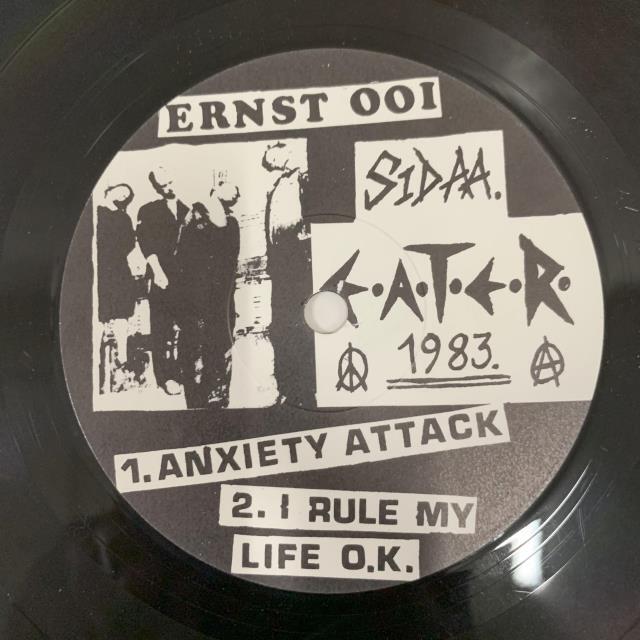 ERNST 001
SIDAA.
E.A.T.E.R.
1983.
1. ANXIETY ATTACK
2. I RULE MY
LIFE O.K.